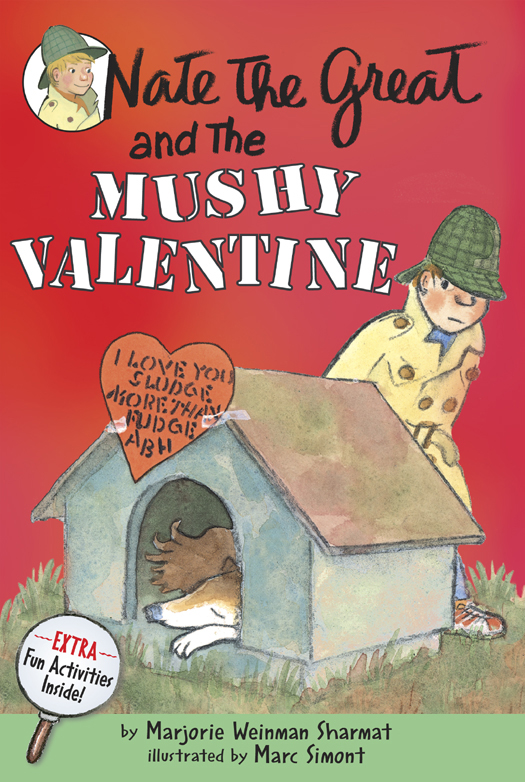 Nate the Great
and the
MUSHY
VALENTINE
I LOVE YOU
SLUDGE
MORE THAN
FUDGE
ABH
EXTRA
Fun Activities
Inside!
by Marjorie Weinman Sharmat
illustrated by Marc Simont